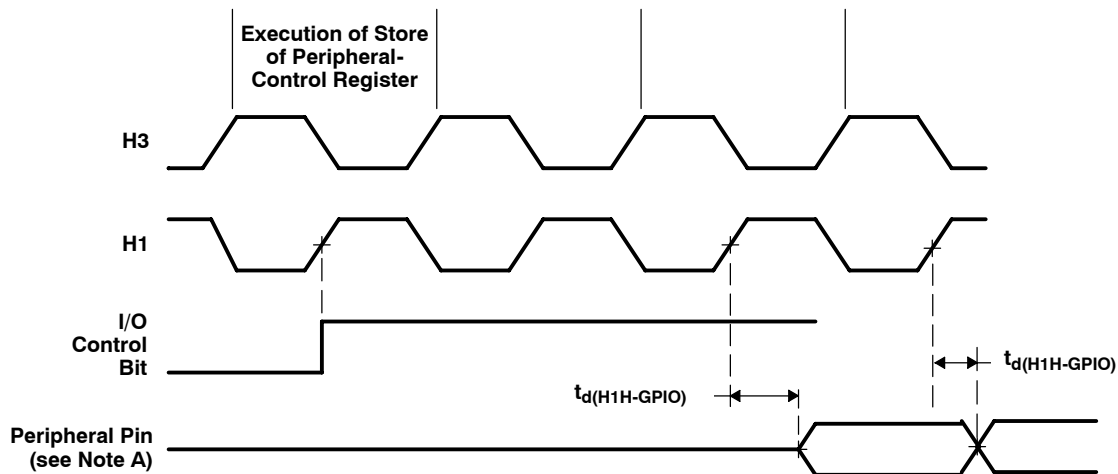 Execution of Store
of Peripheral-
Control Register
H3
H1
I/O
Control
Bit
td(H1H-GPIO)
td(H1H-GPIO)
Peripheral Pin
(see Note A)